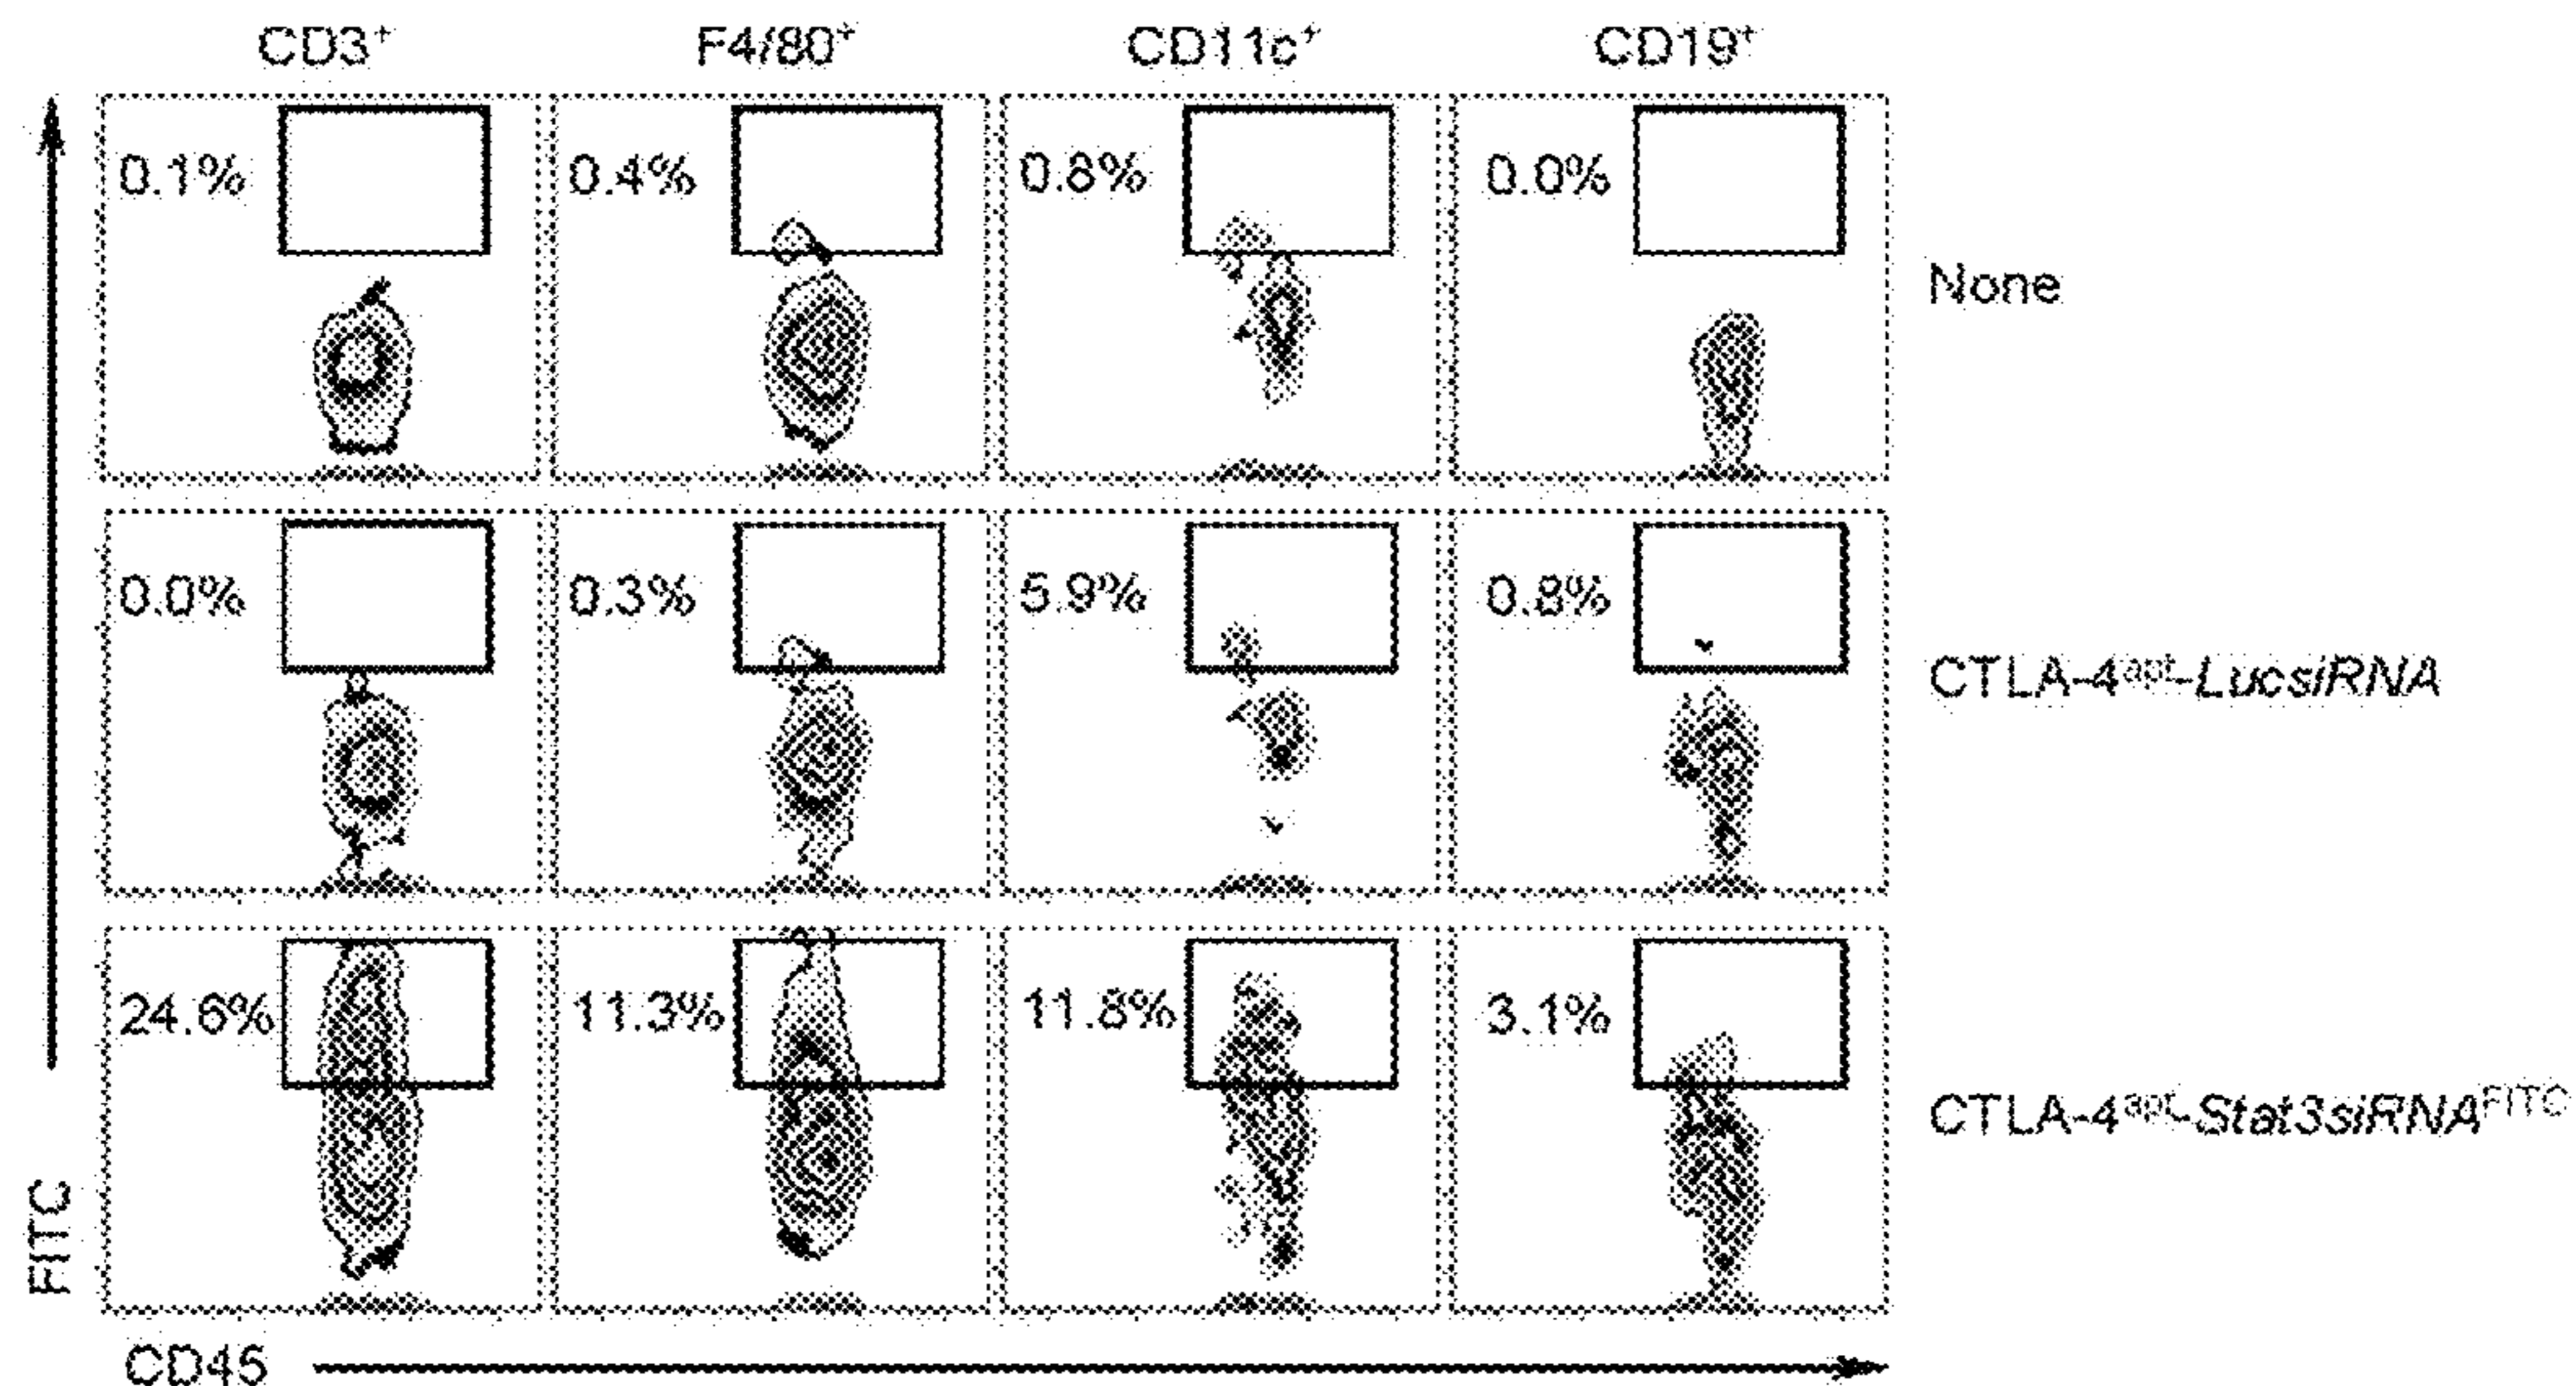 CD3⁺ F4/80⁺ CD11c⁺ CD19⁺
0.1% 0.4% 0.8% 0.0% None
0.0% 0.3% 5.9% 0.8% CTLA-4ᵃᵖᵗ-LucsiRNA
24.6% 11.3% 11.8% 3.1% CTLA-4ᵃᵖᵗ-Stat3siRNAᶠᴵᵀᶜ
FITC
CD45